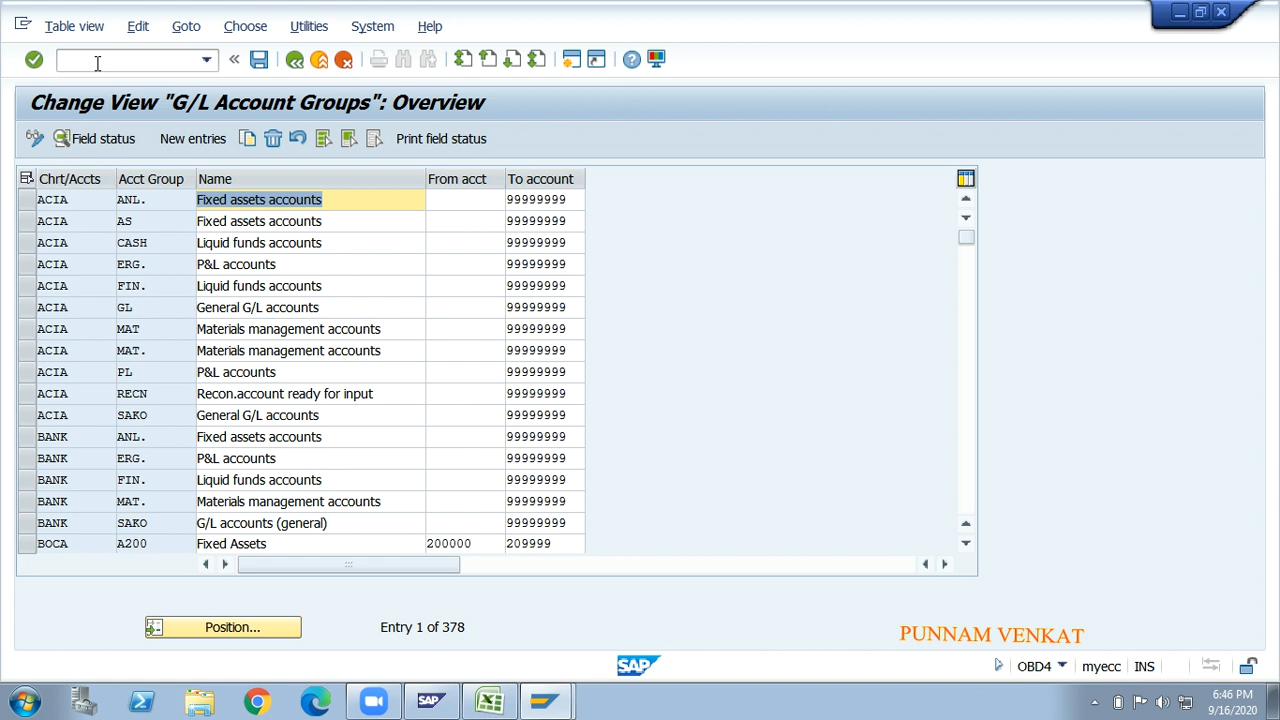 Table view Edit Goto Choose Utilities System Help
Change View "G/L Account Groups": Overview
Field status New entries Print field status
Chrt/Accts Acct Group Name From acct To account
ACIA ANL. Fixed assets accounts 99999999
ACIA AS Fixed assets accounts 99999999
ACIA CASH Liquid funds accounts 99999999
ACIA ERG. P&L accounts 99999999
ACIA FIN. Liquid funds accounts 99999999
ACIA GL General G/L accounts 99999999
ACIA MAT Materials management accounts 99999999
ACIA MAT. Materials management accounts 99999999
ACIA PL P&L accounts 99999999
ACIA RECN Recon.account ready for input 99999999
ACIA SAKO General G/L accounts 99999999
BANK ANL. Fixed assets accounts 99999999
BANK ERG. P&L accounts 99999999
BANK FIN. Liquid funds accounts 99999999
BANK MAT. Materials management accounts 99999999
BANK SAKO G/L accounts (general) 99999999
BOCA A200 Fixed Assets 200000 209999
Position... Entry 1 of 378
PUNNAM VENKAT
SAP OBD4 myecc INS
SAP 6:46 PM
9/16/2020